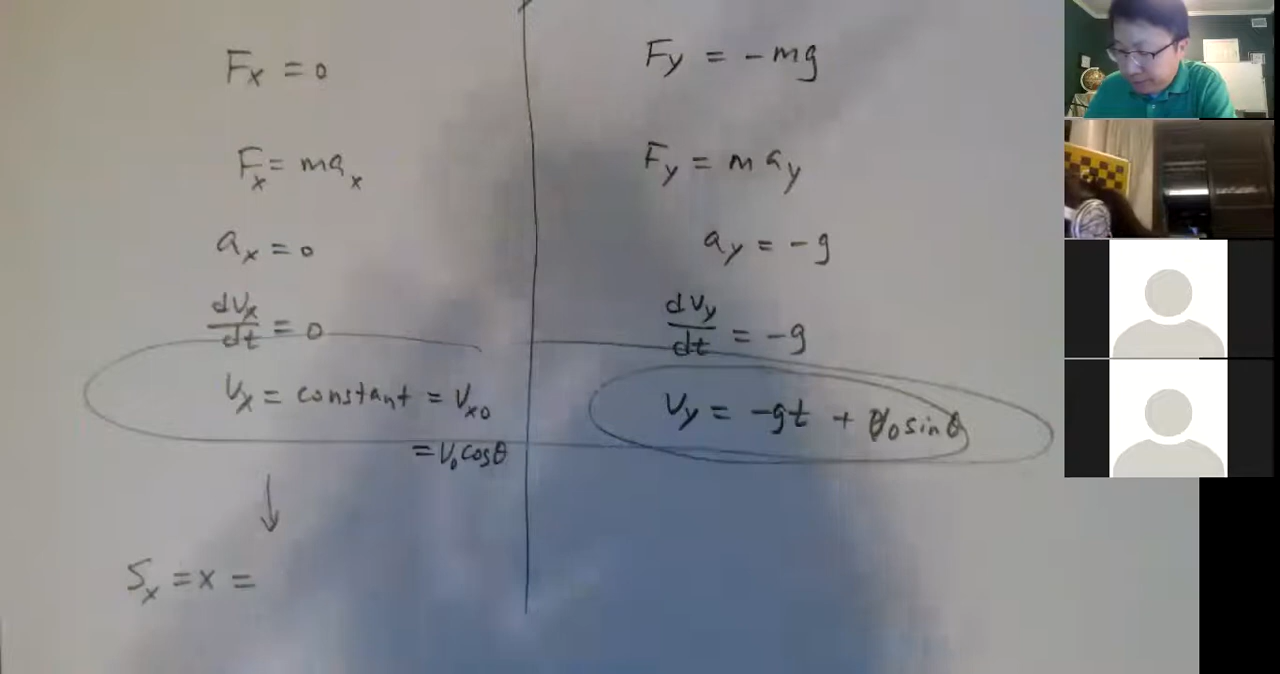 Fx = 0
Fx = max
ax = 0
dVx/dt = 0
Vx = constant = Vx0
= V0 cosθ
↓
Sx = x =
Fy = -mg
Fy = may
ay = -g
dVy/dt = -g
Vy = -gt + V0 sinθ